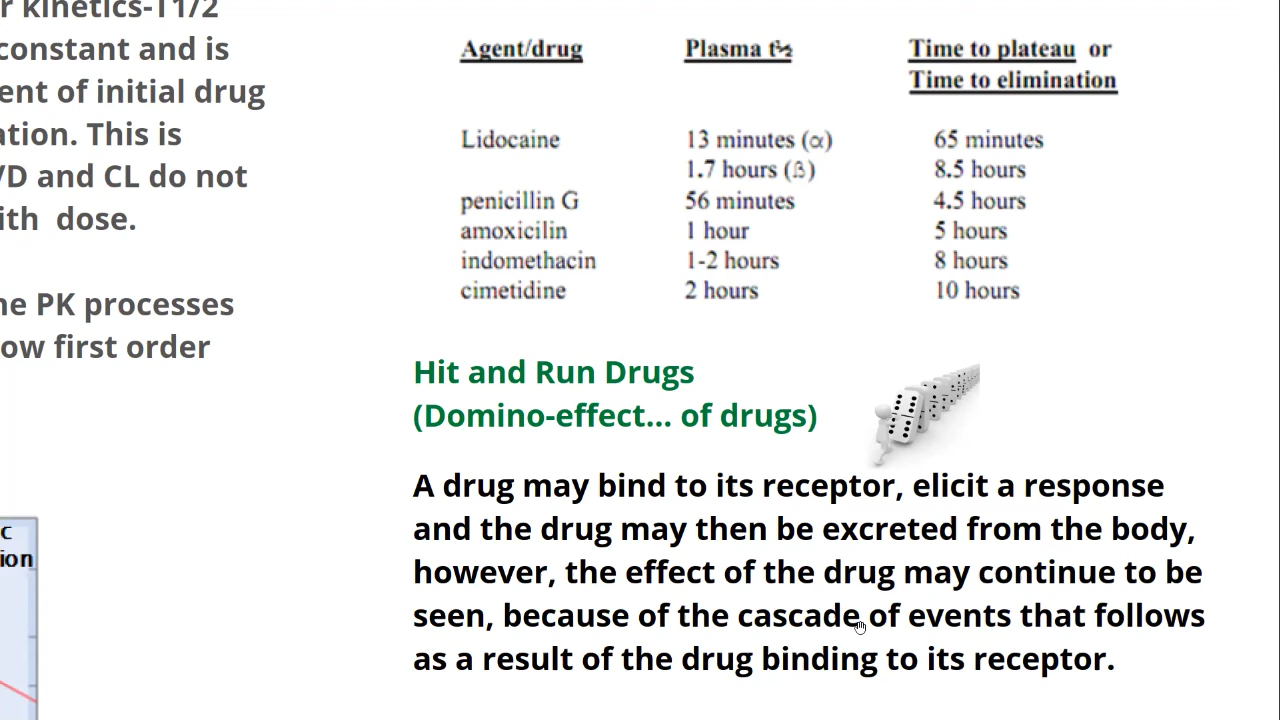 r kinetics-T1/2
constant and is
ent of initial drug
ation. This is
VD and CL do not
ith dose.
ne PK processes
ow first order
c
ion
Agent/drug Plasma t½ Time to plateau or
Time to elimination
Lidocaine 13 minutes (α) 65 minutes
1.7 hours (ß) 8.5 hours
penicillin G 56 minutes 4.5 hours
amoxicilin 1 hour 5 hours
indomethacin 1-2 hours 8 hours
cimetidine 2 hours 10 hours
Hit and Run Drugs
(Domino-effect... of drugs)
A drug may bind to its receptor, elicit a response
and the drug may then be excreted from the body,
however, the effect of the drug may continue to be
seen, because of the cascade of events that follows
as a result of the drug binding to its receptor.